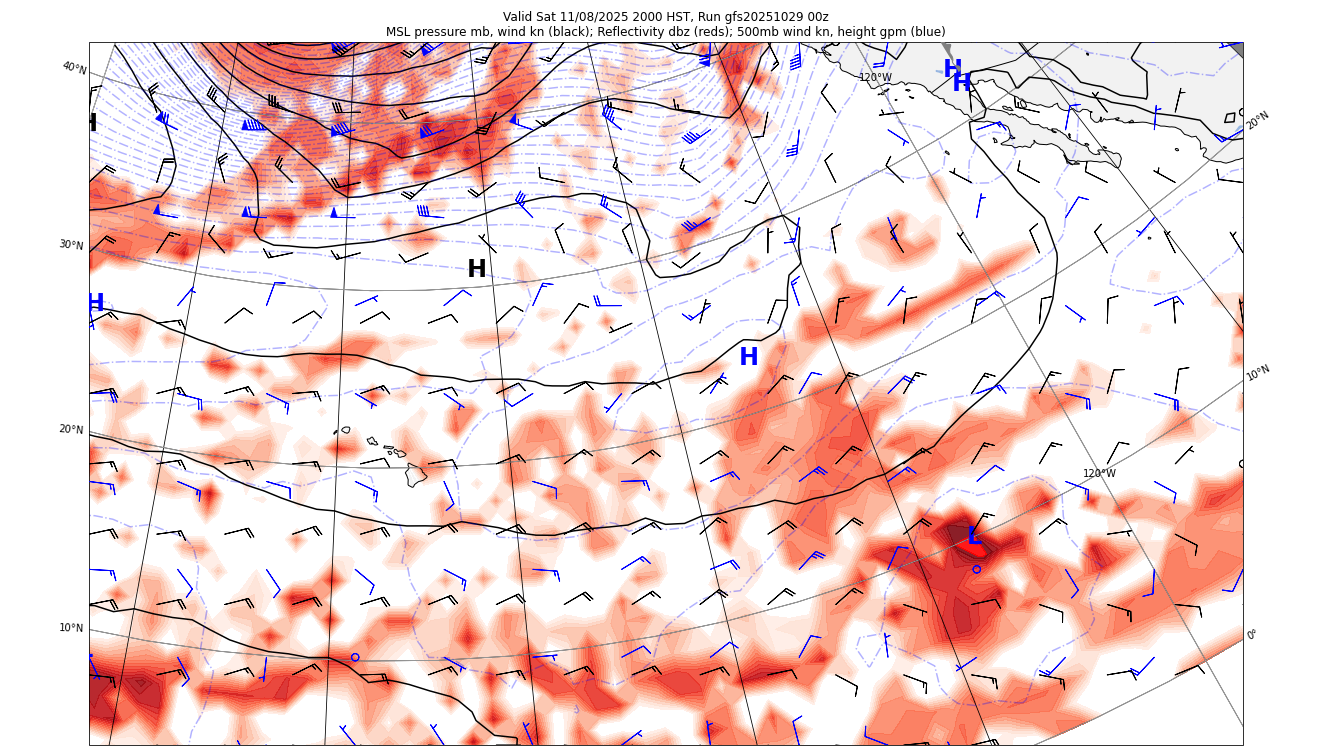 Valid Sat 11/08/2025 2000 HST, Run gfs20251029 00z
MSL pressure mb, wind kn (black); Reflectivity dbz (reds); 500mb wind kn, height gpm (blue)
40°N
120°W
H
H
20°N
H
30°N
H
H
H
10°N
20°N
120°W
L
10°N
0°